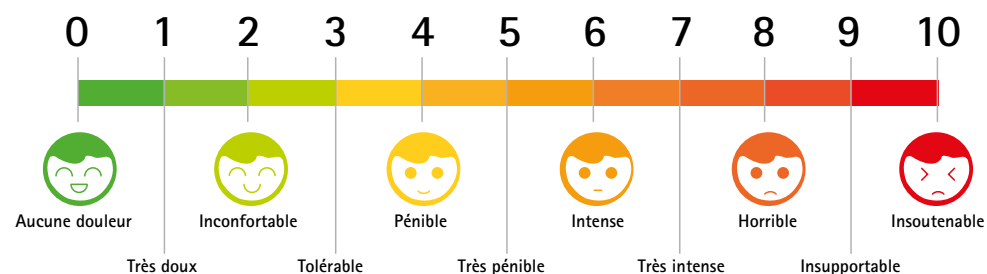 0 1 2 3 4 5 6 7 8 9 10
Aucune douleur Inconfortable Pénible Intense Horrible Insoutenable
Très doux Tolérable Très pénible Très intense Insupportable